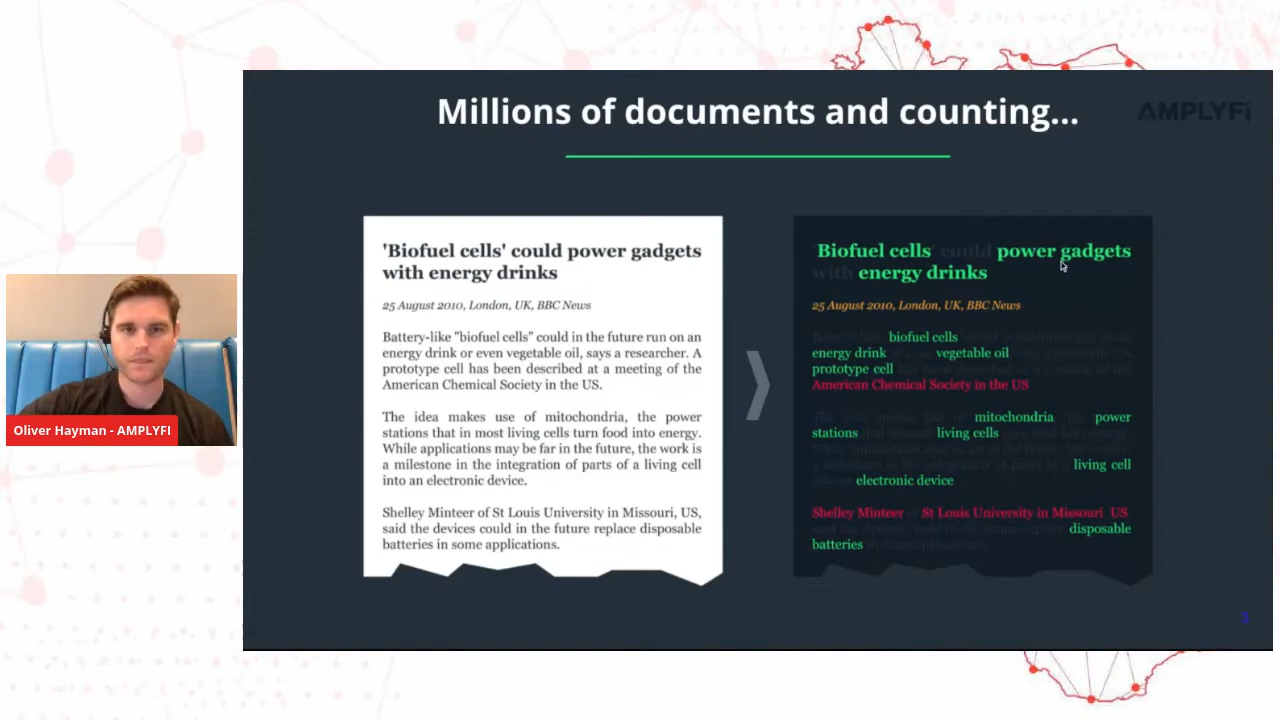 Millions of documents and counting...
AMPLYFi
'Biofuel cells' could power gadgets
with energy drinks
25 August 2010, London, UK, BBC News
Battery-like "biofuel cells" could in the future run on an
energy drink or even vegetable oil, says a researcher. A
prototype cell has been described at a meeting of the
American Chemical Society in the US.
The idea makes use of mitochondria, the power
stations that in most living cells turn food into energy.
While applications may be far in the future, the work is
a milestone in the integration of parts of a living cell
into an electronic device.
Shelley Minteer of St Louis University in Missouri, US,
said the devices could in the future replace disposable
batteries in some applications.
'Biofuel cells' could power gadgets
with energy drinks
25 August 2010, London, UK, BBC News
biofuel cells
energy drink vegetable oil
prototype cell
American Chemical Society in the US
mitochondria power
stations living cells
living cell
electronic device
Shelley Minteer of St Louis University in Missouri US
disposable
batteries in some applications.
Oliver Hayman - AMPLYFI